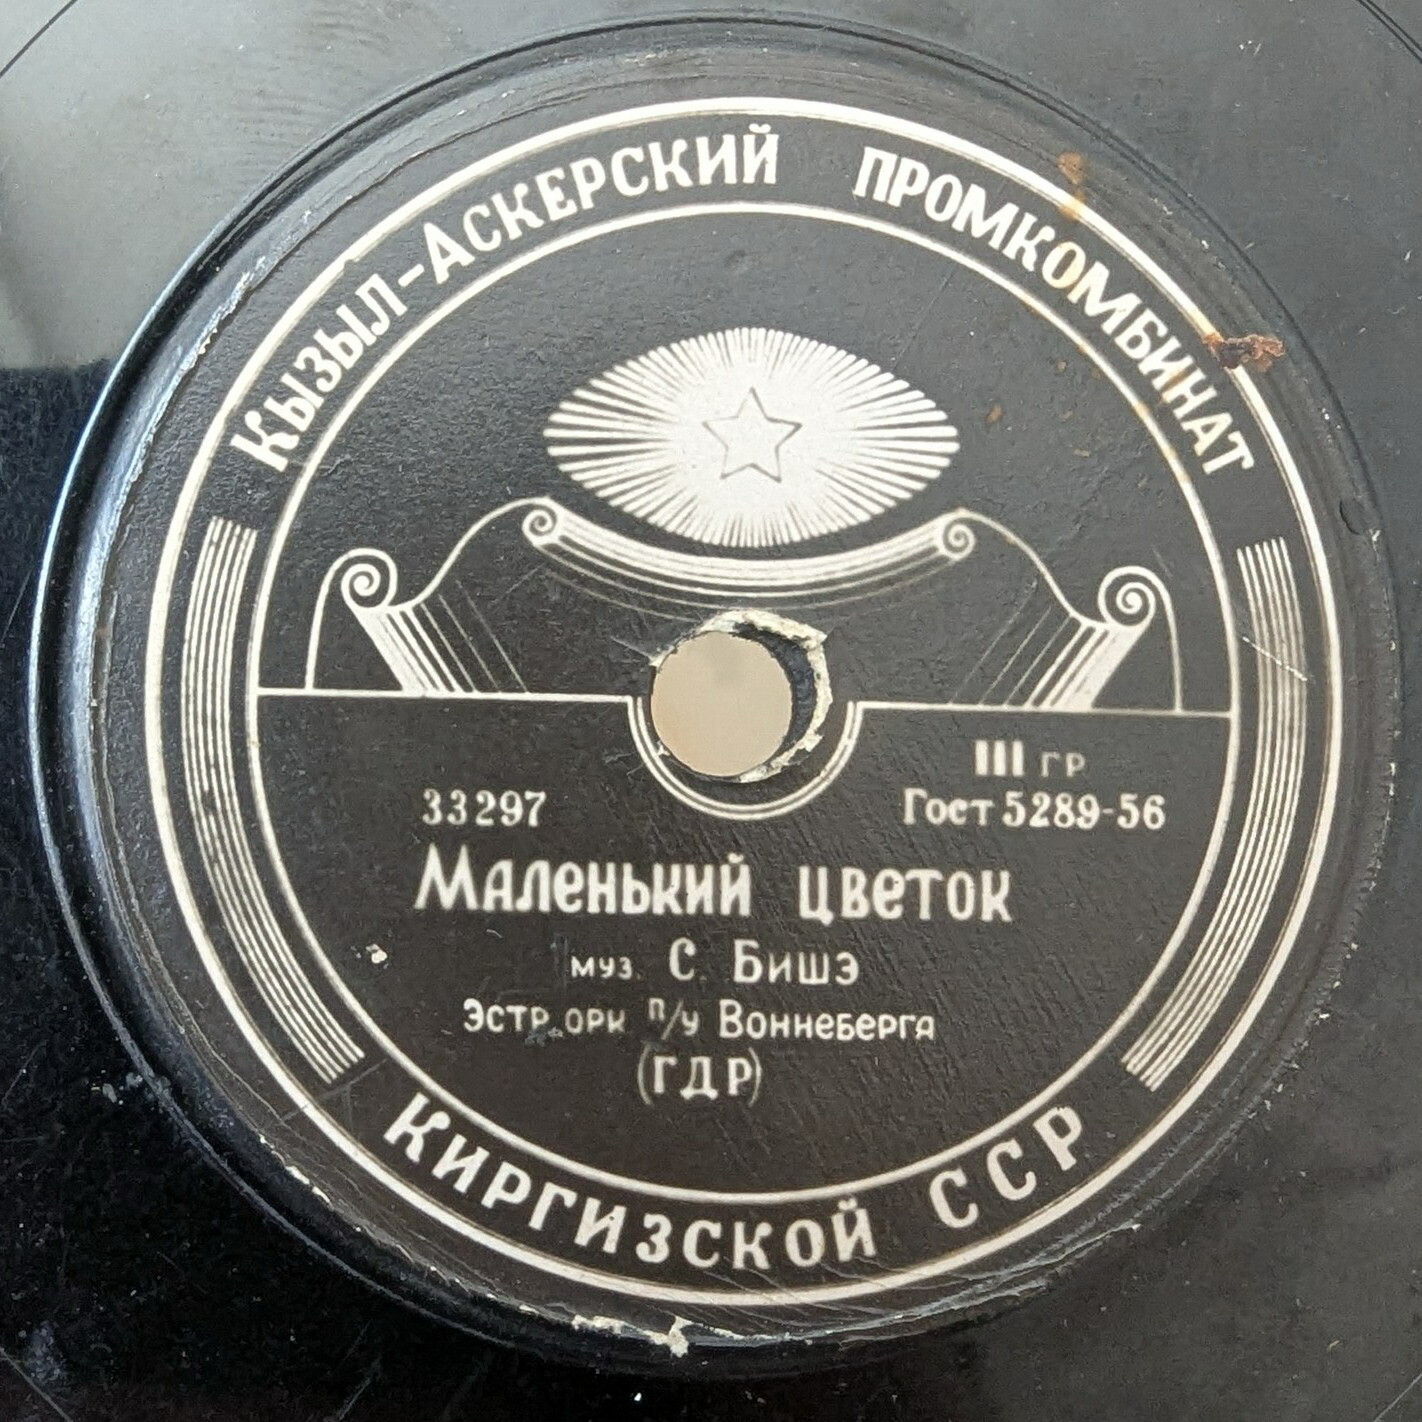 Кызыл-Аскерский промкомбинат
III гр
33297
Гост 5289-56
Маленький цветок
муз. С. Бишэ
Эстр. орк п/у Воннеберга
(ГДР)
Киргизской ССР